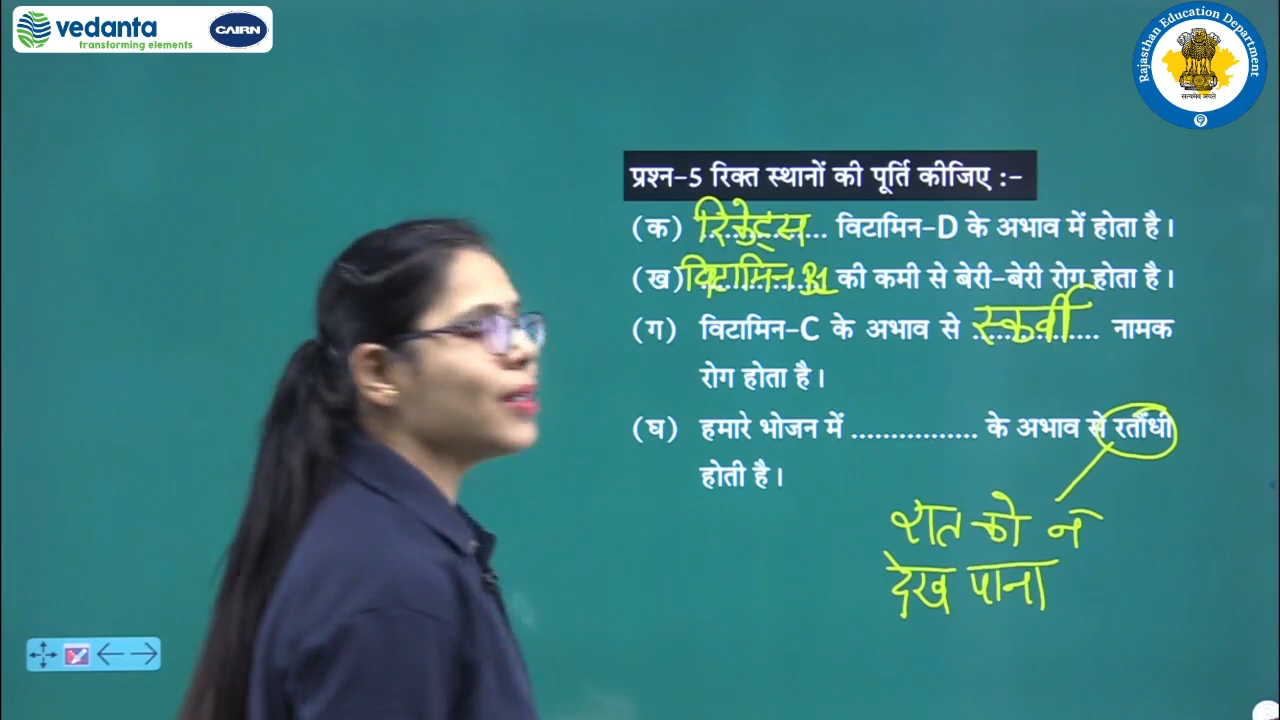 vedanta
transforming elements
CAIRN
Rajasthan Education Department
सत्यमेव जयते
प्रश्न-5 रिक्त स्थानों की पूर्ति कीजिए :-
(क) रिकेट्स विटामिन-D के अभाव में होता है।
(ख) विटामिन B1 की कमी से बेरी-बेरी रोग होता है।
(ग) विटामिन-C के अभाव से स्कर्वी नामक
रोग होता है।
(घ) हमारे भोजन में ................ के अभाव से रतौंधी
होती है।
रात को न
देख पाना